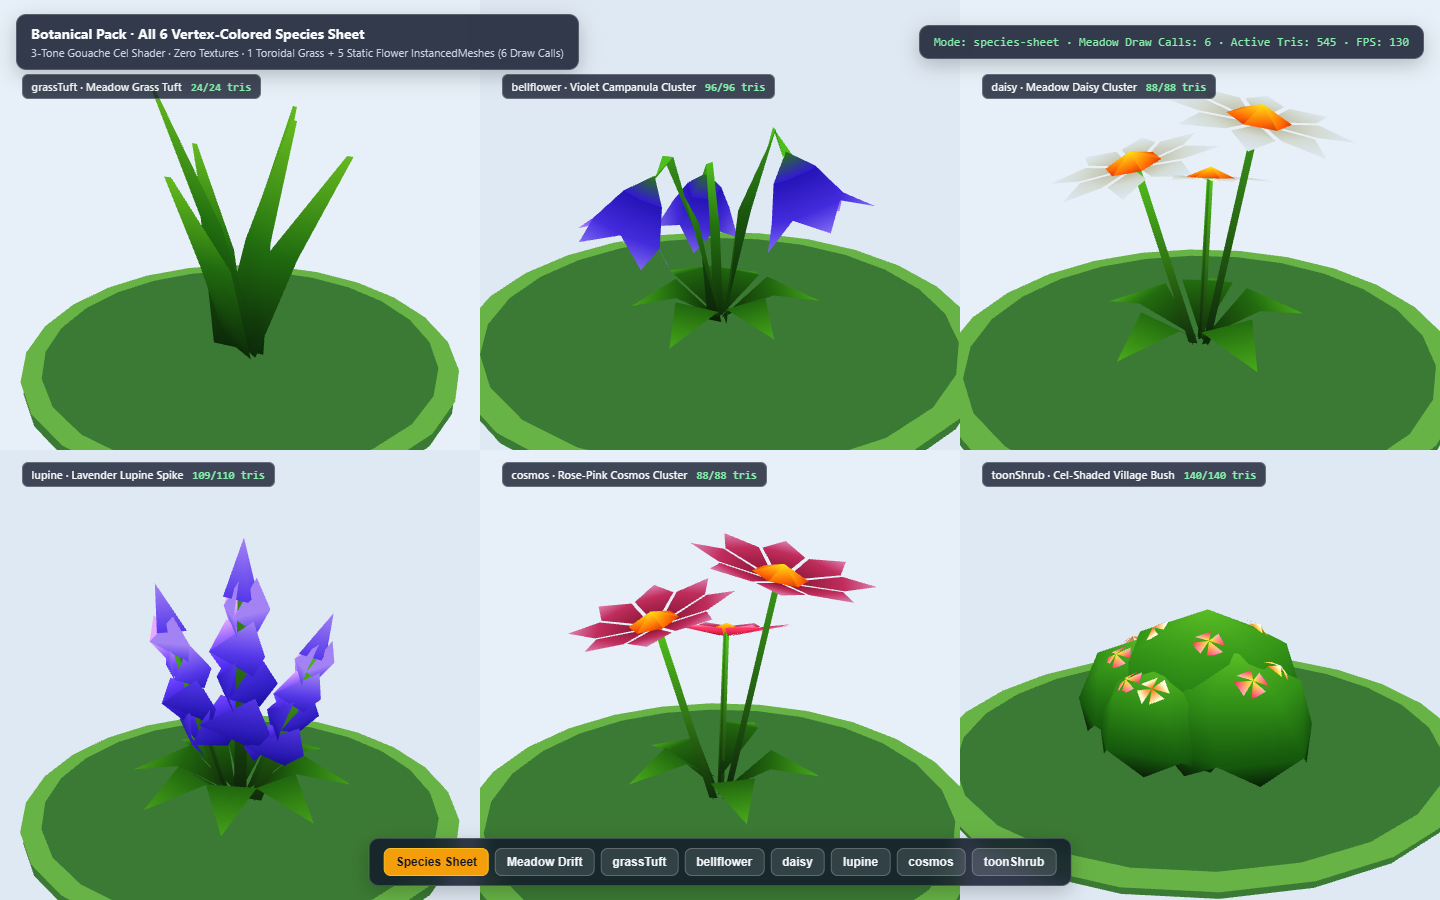 Botanical Pack · All 6 Vertex-Colored Species Sheet
3-Tone Gouache Cel Shader · Zero Textures · 1 Toroidal Grass + 5 Static Flower InstancedMeshes (6 Draw Calls)
Mode: species-sheet · Meadow Draw Calls: 6 · Active Tris: 545 · FPS: 130
grassTuft · Meadow Grass Tuft 24/24 tris
bellflower · Violet Campanula Cluster 96/96 tris
daisy · Meadow Daisy Cluster 88/88 tris
lupine · Lavender Lupine Spike 109/110 tris
cosmos · Rose-Pink Cosmos Cluster 88/88 tris
toonShrub · Cel-Shaded Village Bush 140/140 tris
Species Sheet Meadow Drift grassTuft bellflower daisy lupine cosmos toonShrub